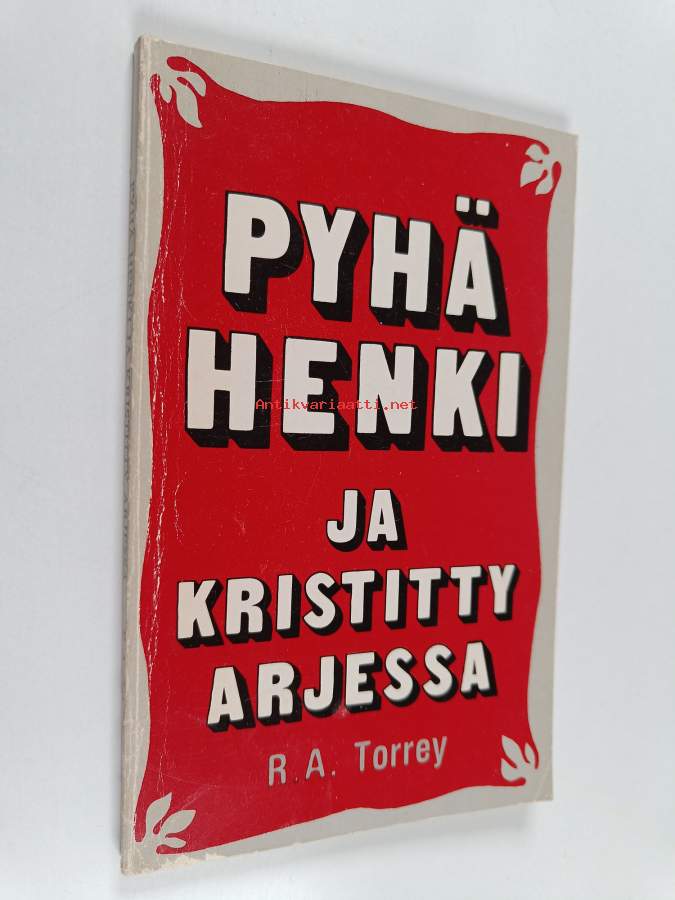 PYHÄ
HENKI
Antikvariaatti.net
JA
KRISTITTY
ARJESSA
R.A. Torrey